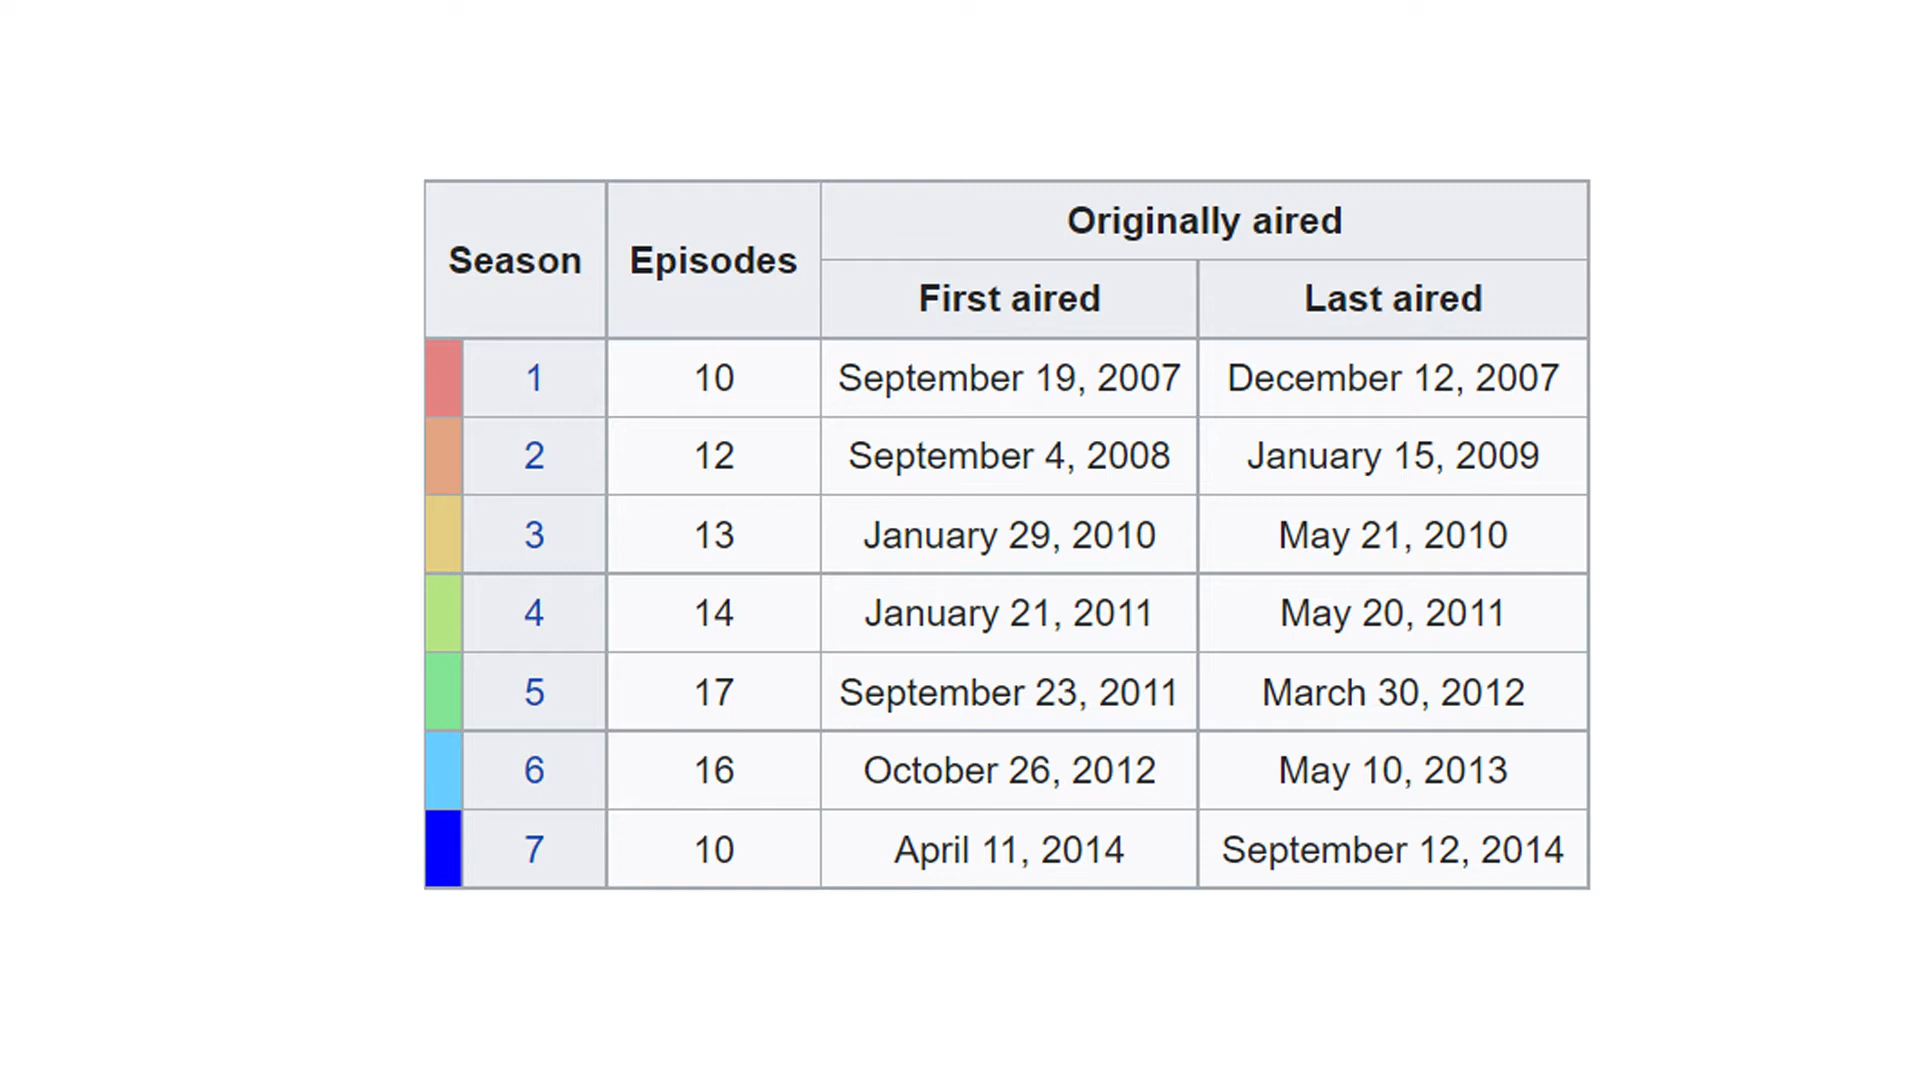 Season Episodes Originally aired
First aired Last aired
1 10 September 19, 2007 December 12, 2007
2 12 September 4, 2008 January 15, 2009
3 13 January 29, 2010 May 21, 2010
4 14 January 21, 2011 May 20, 2011
5 17 September 23, 2011 March 30, 2012
6 16 October 26, 2012 May 10, 2013
7 10 April 11, 2014 September 12, 2014